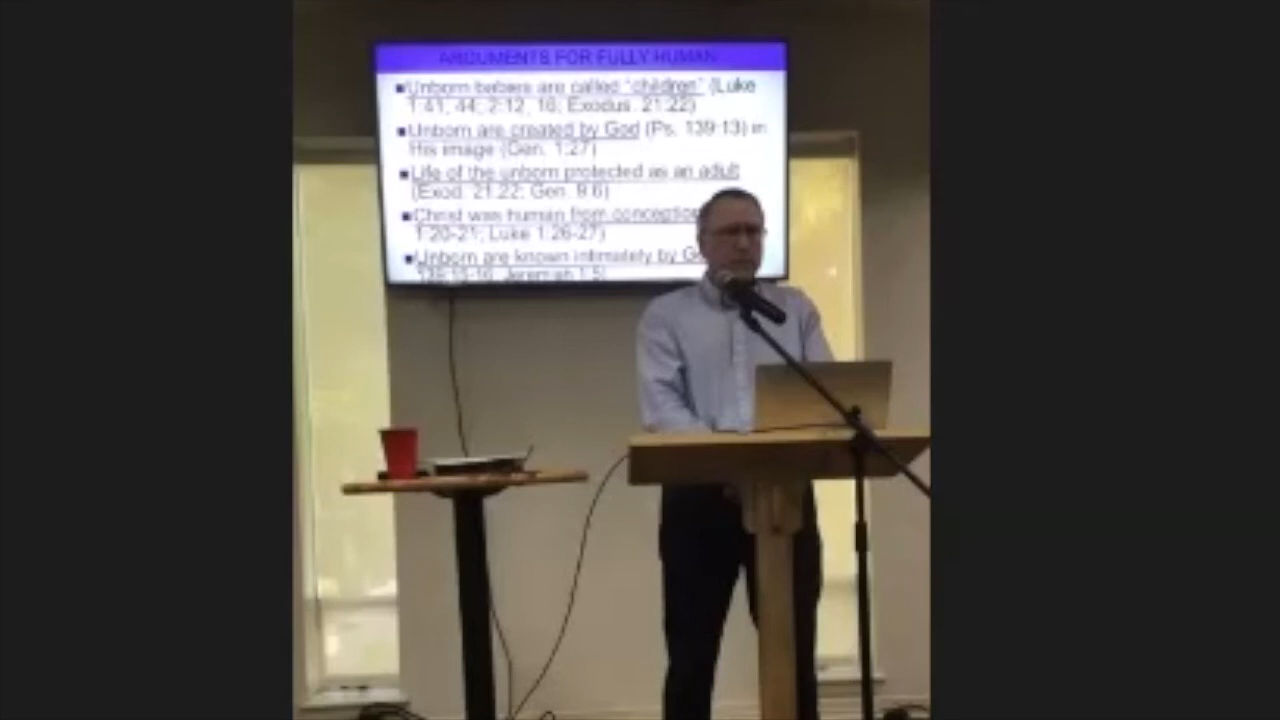 ARGUMENTS FOR FULLY HUMAN
■Unborn babies are called "children" (Luke
1:41, 44; 2:12, 16; Exodus. 21:22)
■Unborn are created by God (Ps. 139:13) in
His image (Gen. 1:27)
■Life of the unborn protected as an adult
(Exod. 21:22; Gen. 9:6)
■Christ was human from conception
1:20-21; Luke 1:26-27)
■Unborn are known intimately by
139:15-16, Jeremiah 1:5)